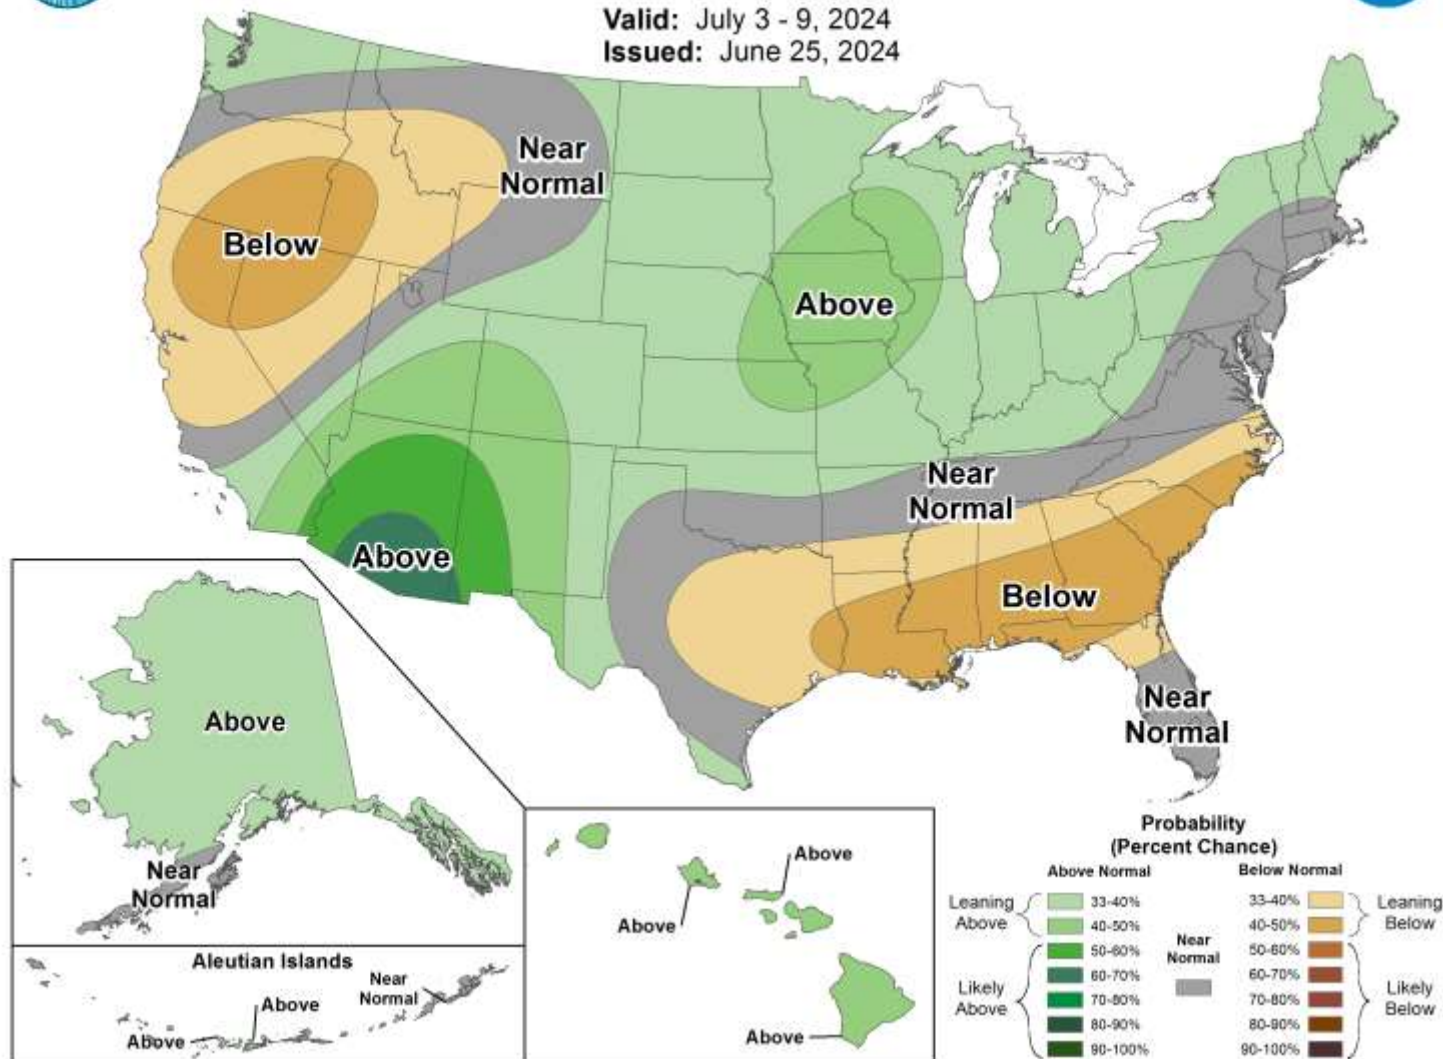 Valid: July 3 - 9, 2024
Issued: June 25, 2024
Near
Normal
Below
Above
Near
Normal
Above
Below
Near
Normal
Above
Near
Normal
Aleutian Islands
Near
Normal
Above
Above
Above
Above
Above
Probability
(Percent Chance)
Above Normal
Below Normal
Leaning
Above
33-40%
40-50%
Likely
Above
50-60%
60-70%
70-80%
80-90%
90-100%
Near
Normal
33-40%
40-50%
Leaning
Below
50-60%
60-70%
70-80%
80-90%
90-100%
Likely
Below